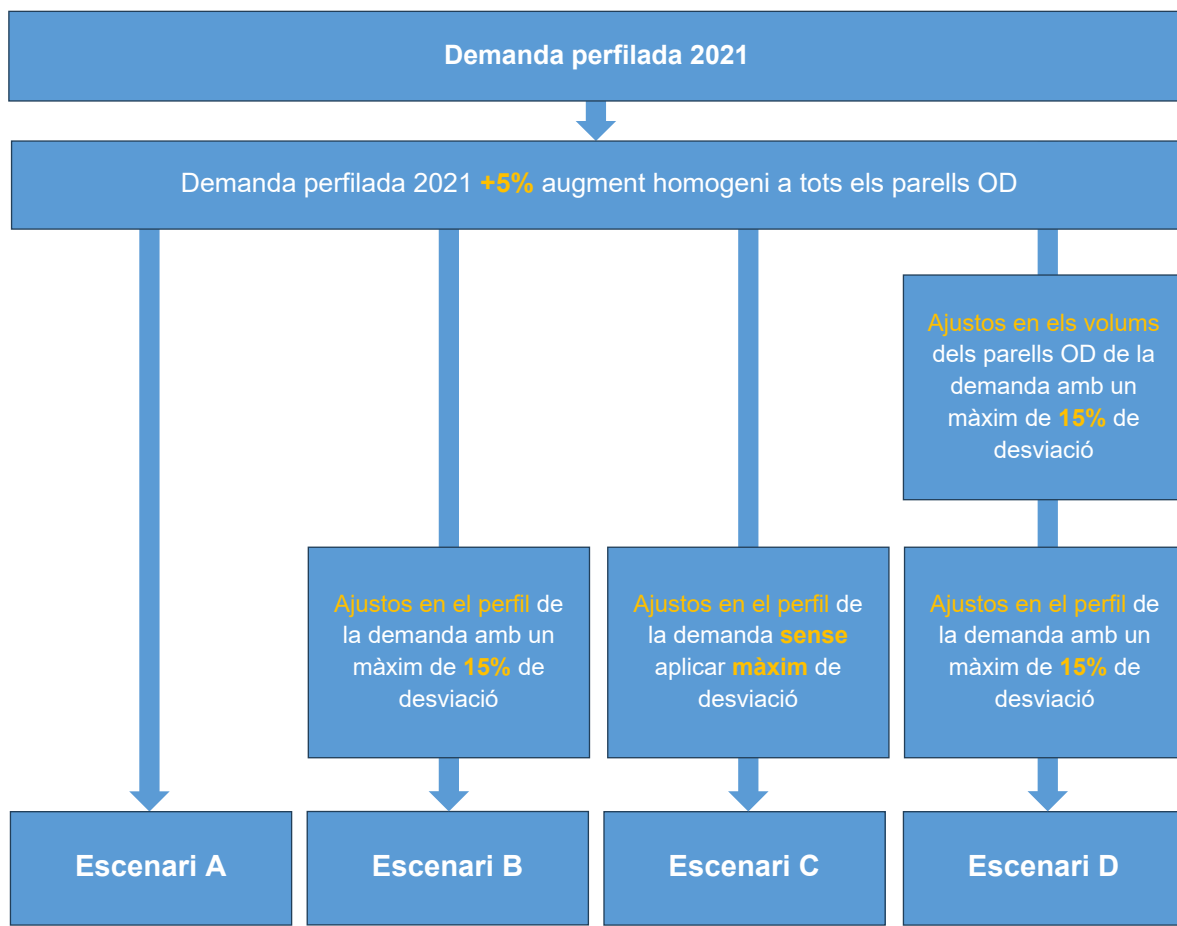 Demanda perfilada 2021
Demanda perfilada 2021 +5% augment homogeni a tots els parells OD
Ajustos en els volums
dels parells OD de la
demanda amb un
màxim de 15% de
desviació
Ajustos en el perfil de
la demanda amb un
màxim de 15% de
desviació
Ajustos en el perfil de
la demanda sense
aplicar màxim de
desviació
Ajustos en el perfil de
la demanda amb un
màxim de 15% de
desviació
Escenari A
Escenari B
Escenari C
Escenari D